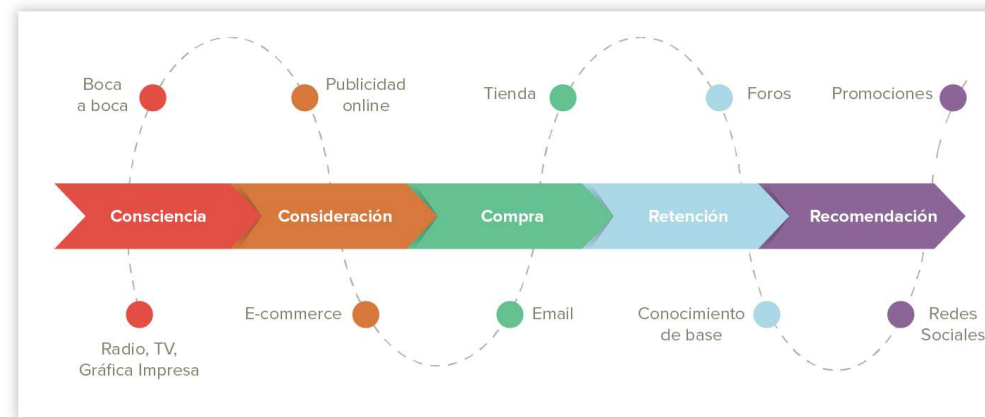 Boca
a boca
Publicidad
online
Tienda
Foros
Promociones
Consciencia
Consideración
Compra
Retención
Recomendación
Radio, TV,
Gráfica Impresa
E-commerce
Email
Conocimiento
de base
Redes
Sociales